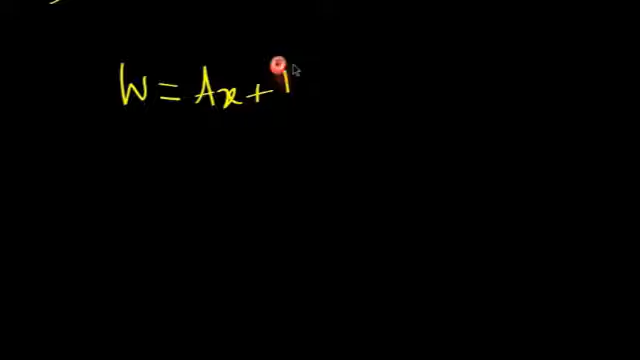 W = Ax +